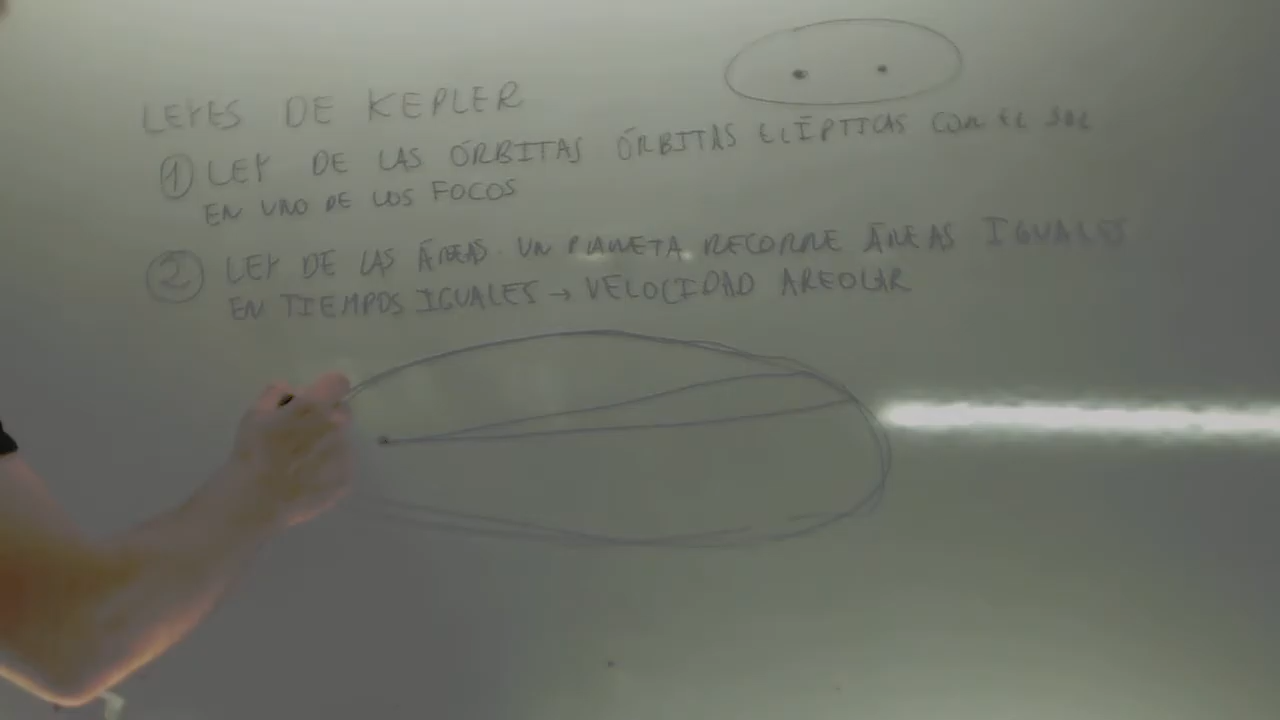 LEYES DE KEPLER
① LEY DE LAS ÓRBITAS ÓRBITAS ELÍPTICAS CON EL SOL
EN UNO DE LOS FOCOS
② LEY DE LAS ÁREAS. UN PLANETA RECORRE ÁREAS IGUALES
EN TIEMPOS IGUALES → VELOCIDAD AREOLAR